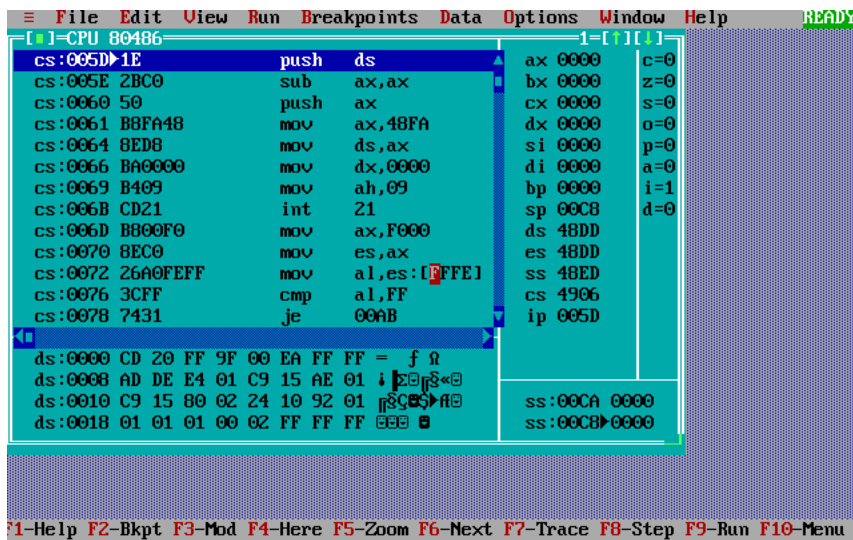 ≡ File Edit View Run Breakpoints Data Options Window Help READY
[■]=CPU 80486 1=[↑][↓]
cs:005D►1E push ds ax 0000 c=0
cs:005E 2BC0 sub ax,ax bx 0000 z=0
cs:0060 50 push ax cx 0000 s=0
cs:0061 B8FA48 mov ax,48FA dx 0000 o=0
cs:0064 8ED8 mov ds,ax si 0000 p=0
cs:0066 BA0000 mov dx,0000 di 0000 a=0
cs:0069 B409 mov ah,09 bp 0000 i=1
cs:006B CD21 int 21 sp 00C8 d=0
cs:006D B800F0 mov ax,F000 ds 48DD
cs:0070 8EC0 mov es,ax es 48DD
cs:0072 26A0FEFF mov al,es:[FFFE] ss 48ED
cs:0076 3CFF cmp al,FF cs 4906
cs:0078 7431 je 00AB ip 005D
ds:0000 CD 20 FF 9F 00 EA FF FF = ƒ Ω
ds:0008 AD DE E4 01 C9 15 AE 01 ¡ ▐Σ☺╔§«☺
ds:0010 C9 15 80 02 24 10 92 01 ╔§Ç☻$►Æ☺ ss:00CA 0000
ds:0018 01 01 01 00 02 FF FF FF ☺☺☺ ☻ ss:00C8►0000
F1-Help F2-Bkpt F3-Mod F4-Here F5-Zoom F6-Next F7-Trace F8-Step F9-Run F10-Menu